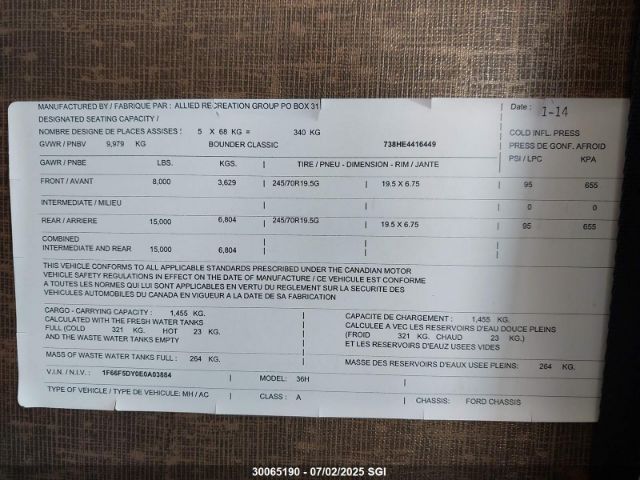 MANUFACTURED BY / FABRIQUE PAR : ALLIED RECREATION GROUP PO BOX 31 Date : 1-14
DESIGNATED SEATING CAPACITY /
NOMBRE DESIGNE DE PLACES ASSISES : 5 X 68 KG = 340 KG COLD INFL. PRESS
GVWR / PNBV 9,979 KG BOUNDER CLASSIC 738HE4416449 PRESS DE GONF. AFROID
GAWR / PNBE LBS. KGS. TIRE / PNEU - DIMENSION - RIM / JANTE PSI / LPC KPA
FRONT / AVANT 8,000 3,629 245/70R19.5G 19.5 X 6.75 95 655
INTERMEDIATE / MILIEU 0 0
REAR / ARRIERE 15,000 6,804 245/70R19.5G 19.5 X 6.75 95 655
COMBINED
INTERMEDIATE AND REAR 15,000 6,804
THIS VEHICLE CONFORMS TO ALL APPLICABLE STANDARDS PRESCRIBED UNDER THE CANADIAN MOTOR
VEHICLE SAFETY REGULATIONS IN EFFECT ON THE DATE OF MANUFACTURE / CE VEHICULE EST CONFORME
A TOUTES LES NORMES QUI LUI SONT APPLICABLES EN VERTU DU REGLEMENT SUR LA SECURITE DES
VEHICULES AUTOMOBILES DU CANADA EN VIGUEUR A LA DATE DE SA FABRICATION
CARGO - CARRYING CAPACITY : 1,455 KG.
CALCULATED WITH THE FRESH WATER TANKS
FULL (COLD 321 KG. HOT 23 KG.)
AND THE WASTE WATER TANKS EMPTY
CAPACITE DE CHARGEMENT : 1,455 KG.
CALCULEE A VEC LES RESERVOIRS D'EAU DOUCE PLEINS
(FROID 321 KG. CHAUD 23 KG.)
ET LES RESERVOIRS D'EAUZ USEES VIDES
MASS OF WASTE WATER TANKS FULL : 264 KG.
MASSE DES RESERVOIRS D'EAUX USEE PLEINS: 264 KG.
V.I.N. / N.I.V. : 1F66F5DY0E0A03884 MODEL: 36H
TYPE OF VEHICLE / TYPE DE VEHICULE: MH / AC CLASS : A CHASSIS: FORD CHASSIS
30065190 - 07/02/2025 SGI